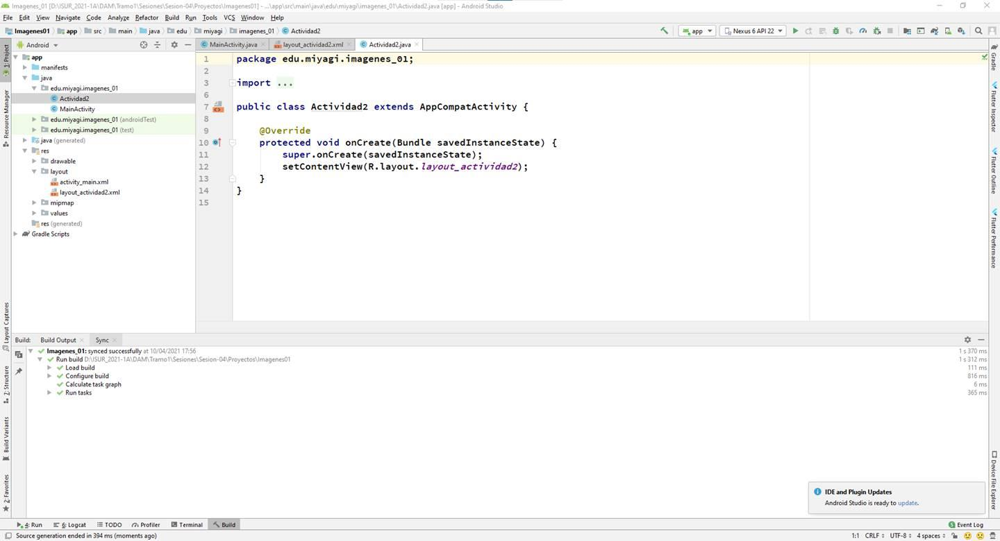 Imagenes_01 [D:\ISUR_2021-1A\DAM\Tramo1\Sesiones\Sesion-04\Proyectos\Imagenes01] - ...\app\src\main\java\edu\miyagi\imagenes_01\Actividad2.java [app] - Android Studio
File Edit View Navigate Code Analyze Refactor Build Run Tools VCS Window Help
Imagenes01 app src main java edu miyagi imagenes_01 Actividad2
app Nexus 6 API 22
Android
MainActivity.java layout_actividad2.xml Actividad2.java
1: Project
Resource Manager
Layout Captures
Z: Structure
Build Variants
2: Favorites
app
manifests
java
edu.miyagi.imagenes_01
Actividad2
MainActivity
edu.miyagi.imagenes_01 (androidTest)
edu.miyagi.imagenes_01 (test)
java (generated)
res
drawable
layout
activity_main.xml
layout_actividad2.xml
mipmap
values
res (generated)
Gradle Scripts
1 package edu.miyagi.imagenes_01;
2
3 import ...
6
7 public class Actividad2 extends AppCompatActivity {
8
9 @Override
10 protected void onCreate(Bundle savedInstanceState) {
11 super.onCreate(savedInstanceState);
12 setContentView(R.layout.layout_actividad2);
13 }
14 }
15
Gradle
Flutter Inspector
Flutter Outline
Flutter Performance
Device File Explorer
Build: Build Output Sync
Imagenes_01: synced successfully at 10/04/2021 17:56 1 s 370 ms
Run build D:\ISUR_2021-1A\DAM\Tramo1\Sesiones\Sesion-04\Proyectos\Imagenes01 1 s 312 ms
Load build 111 ms
Configure build 816 ms
Calculate task graph 6 ms
Run tasks 365 ms
IDE and Plugin Updates
Android Studio is ready to update.
4: Run 6: Logcat TODO Profiler Terminal Build Event Log
Source generation ended in 394 ms (moments ago) 1:1 CRLF UTF-8 4 spaces